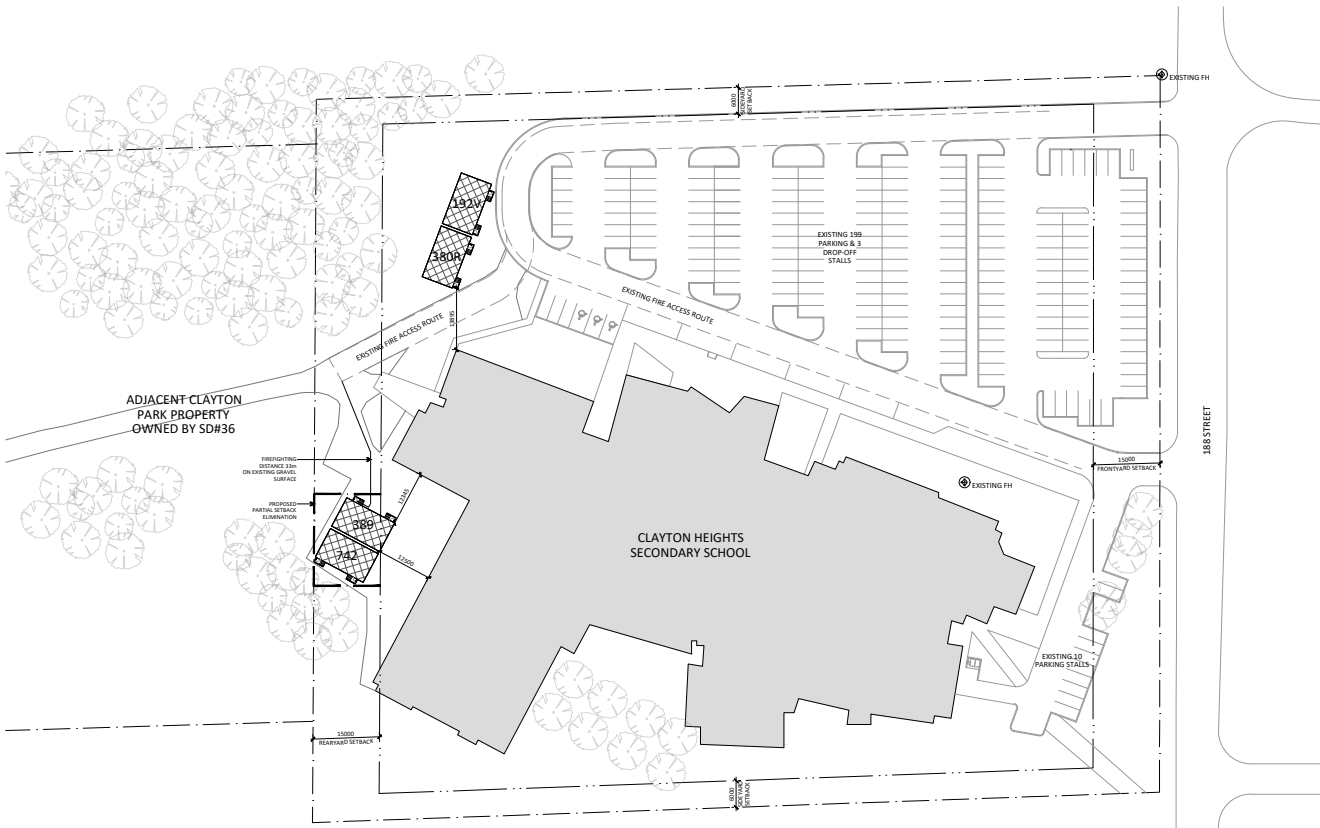 EXISTING FH
6000
SIDEYARD
SETBACK
192V
380R
EXISTING 199
PARKING & 3
DROP-OFF
STALLS
EXISTING FIRE ACCESS ROUTE
EXISTING FIRE ACCESS ROUTE
13895
ADJACENT CLAYTON
PARK PROPERTY
OWNED BY SD#36
188 STREET
FIREFIGHTING
DISTANCE 33m
ON EXISTING GRAVEL
SURFACE
15000
FRONTYARD SETBACK
EXISTING FH
12345
PROPOSED
PARTIAL SETBACK
ELIMINATION
389
742
12500
CLAYTON HEIGHTS
SECONDARY SCHOOL
EXISTING 10
PARKING STALLS
15000
REARYARD SETBACK
6000
SIDEYARD
SETBACK